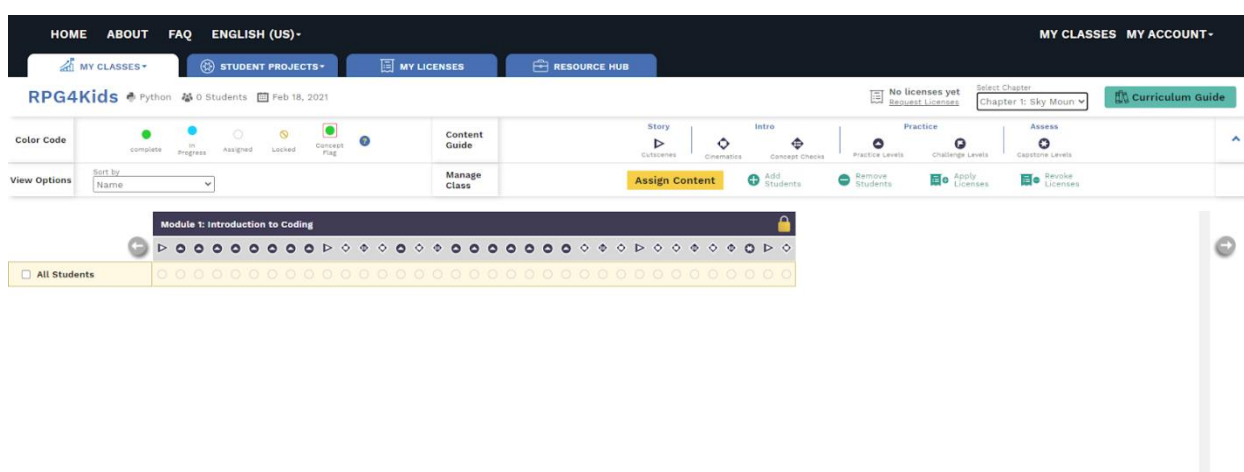 HOME ABOUT FAQ ENGLISH (US)
MY CLASSES MY ACCOUNT
MY CLASSES STUDENT PROJECTS MY LICENSES RESOURCE HUB
RPG4Kids Python 0 Students Feb 18, 2021
No licenses yet
Request Licenses
Select Chapter
Chapter 1: Sky Moun
Curriculum Guide
Color Code
complete
In Progress
Assigned
Locked
Concept Flag
?
Content Guide
Story
Cutscenes
Intro
Cinematics
Concept Checks
Practice
Practice Levels
Challenge Levels
Assess
Capstone Levels
View Options
Sort by
Name
Manage Class
Assign Content
Add Students
Remove Students
Apply Licenses
Revoke Licenses
Module 1: Introduction to Coding
All Students